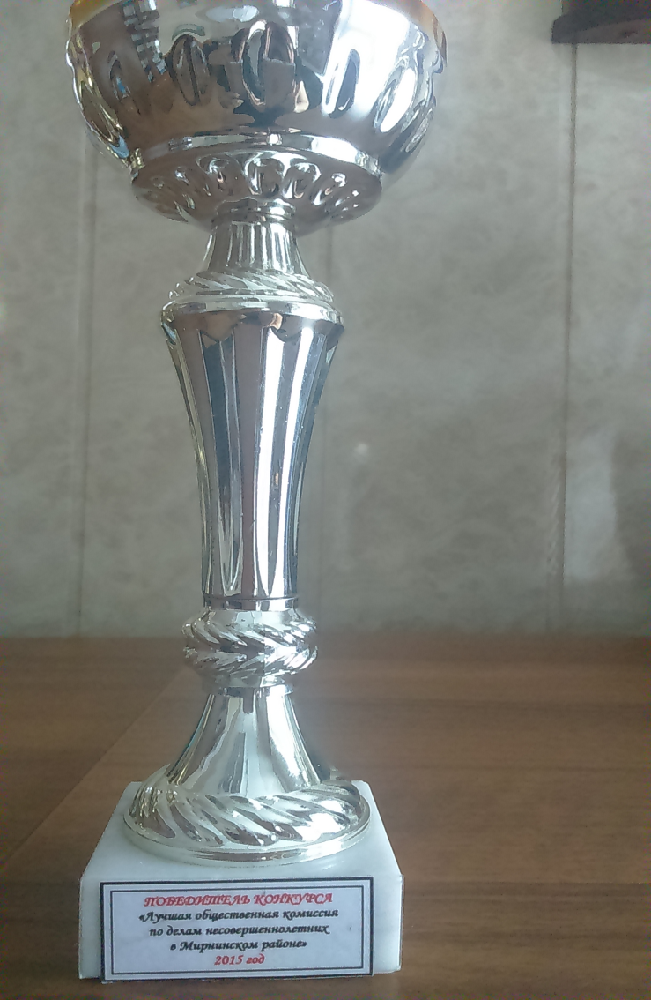 ПОБЕДИТЕЛЬ КОНКУРСА
«Лучшая общественная комиссия
по делам несовершеннолетних
в Мирнинском районе»
2015 год